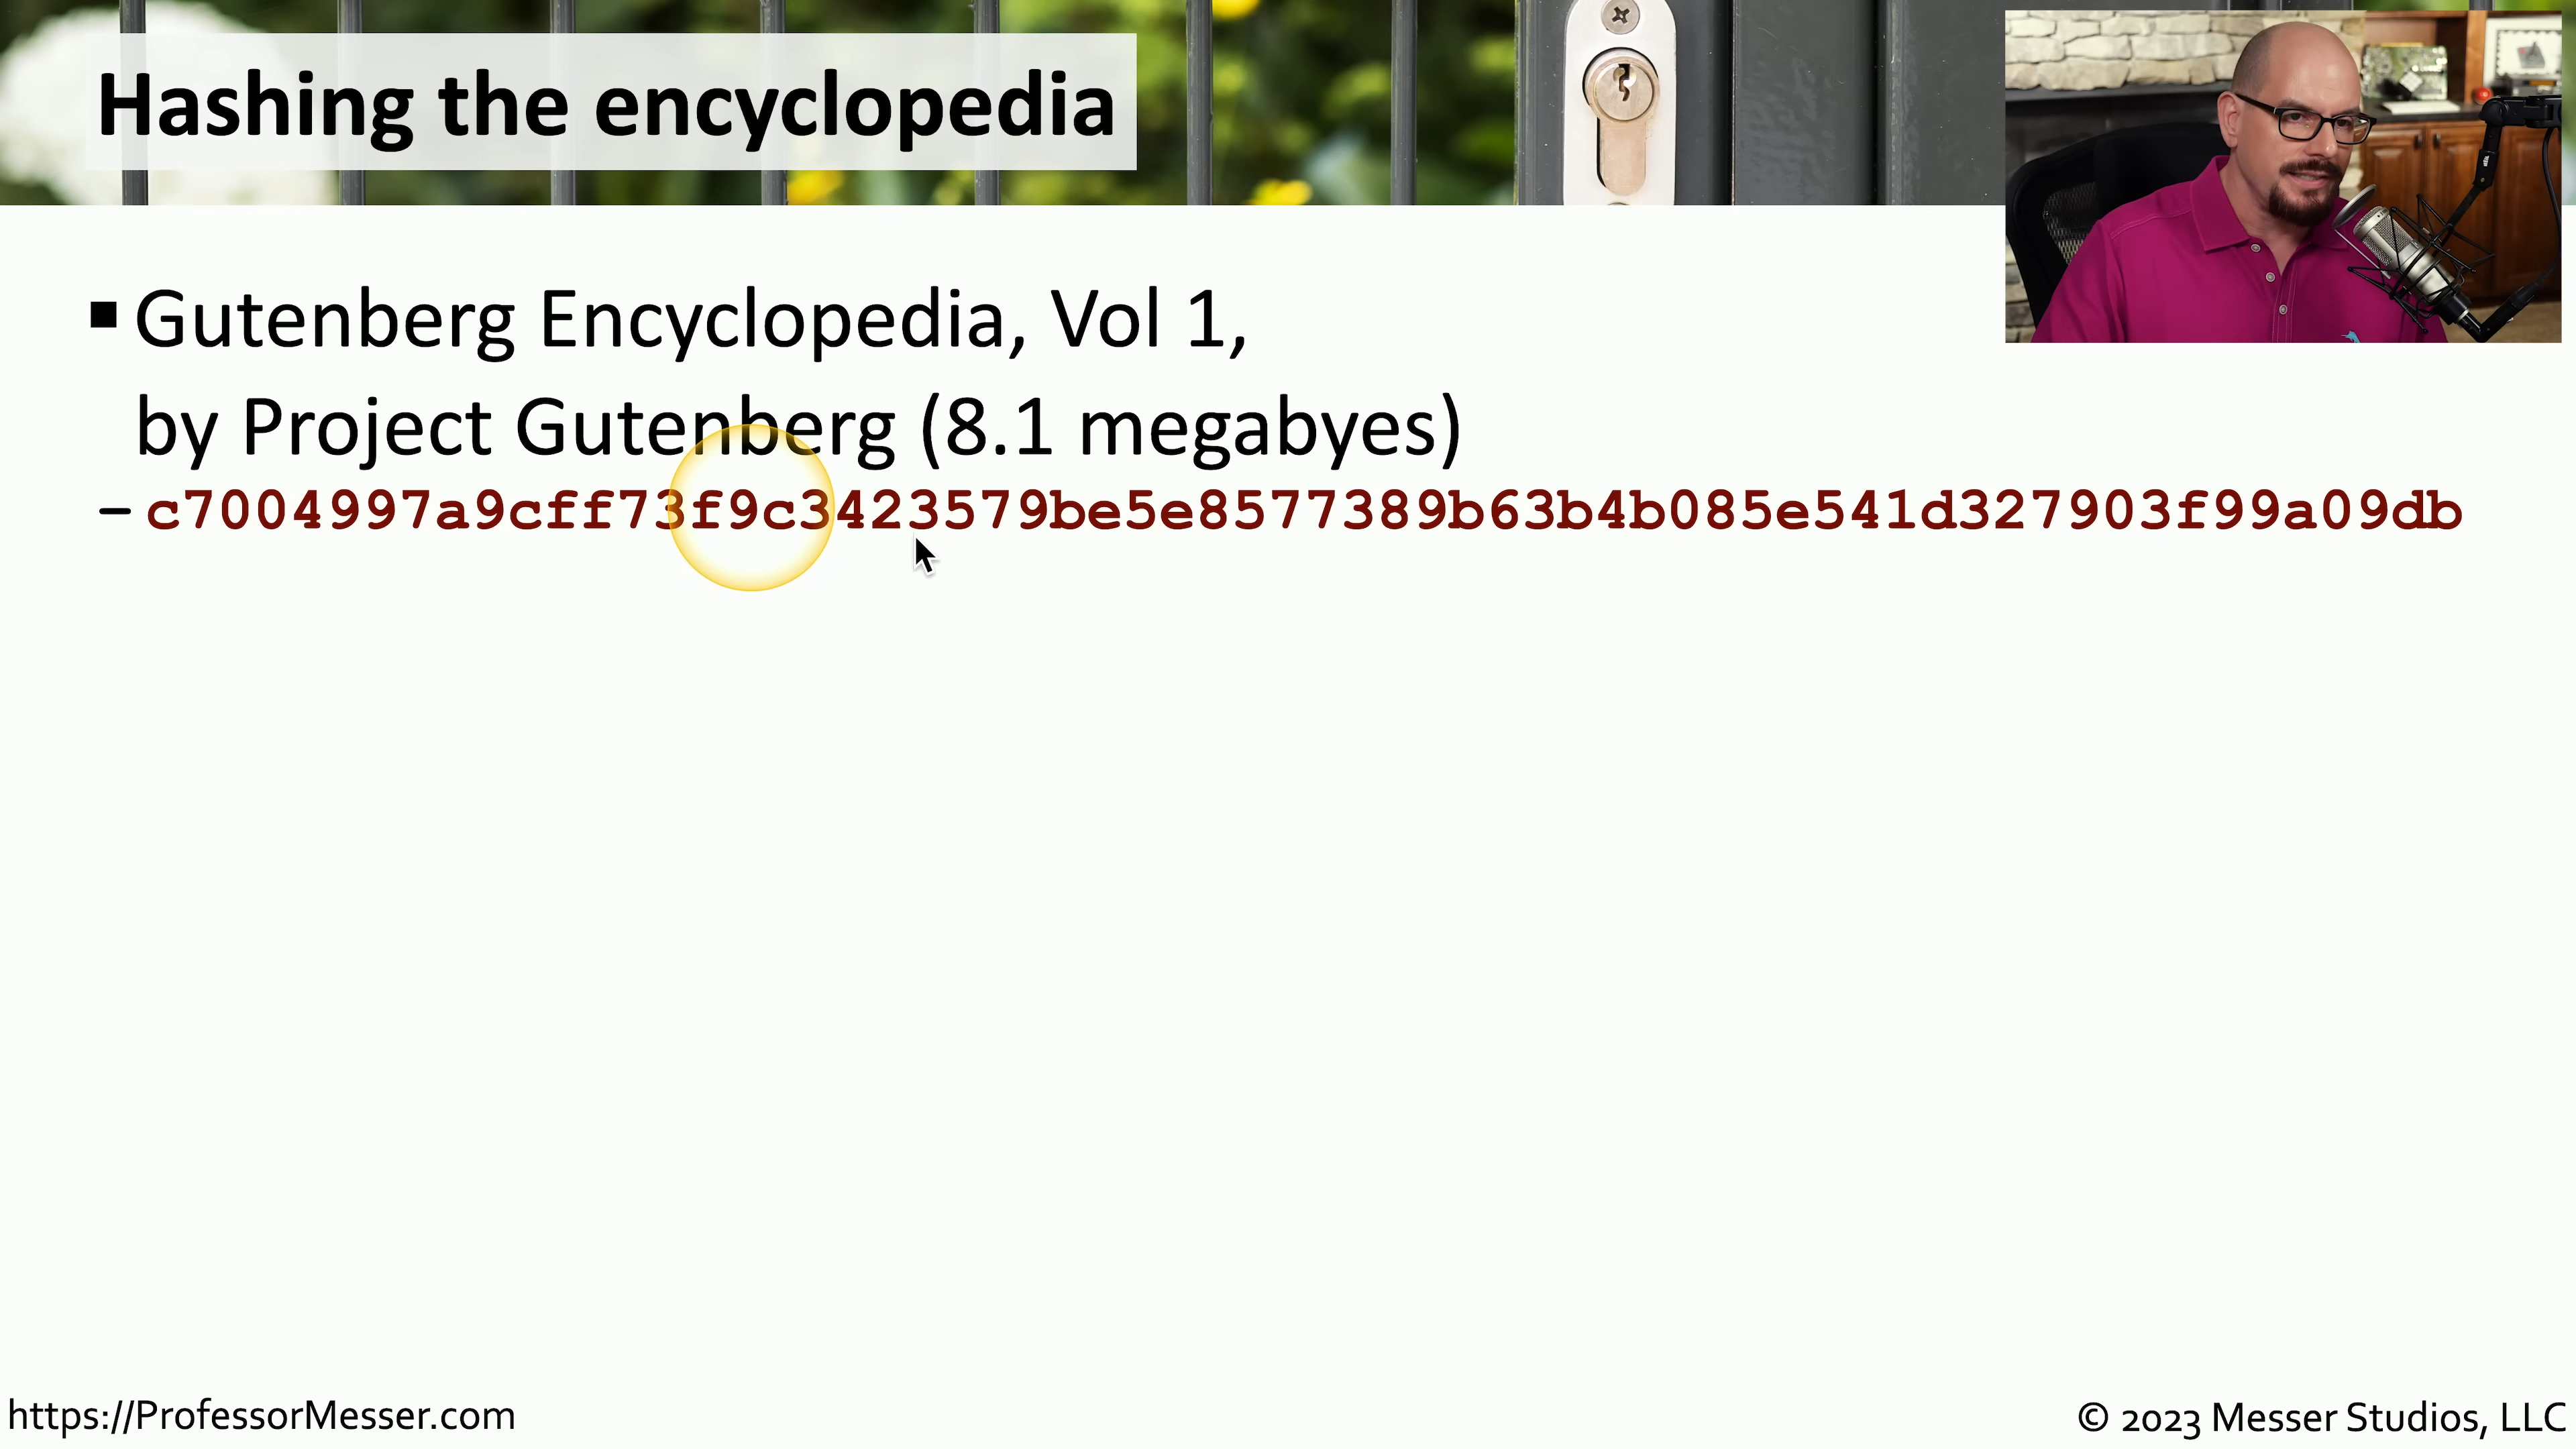 Hashing the encyclopedia
▪ Gutenberg Encyclopedia, Vol 1,
by Project Gutenberg (8.1 megabyes)
– c7004997a9cff73f9c3423579be5e8577389b63b4b085e541d327903f99a09db
https://ProfessorMesser.com
© 2023 Messer Studios, LLC